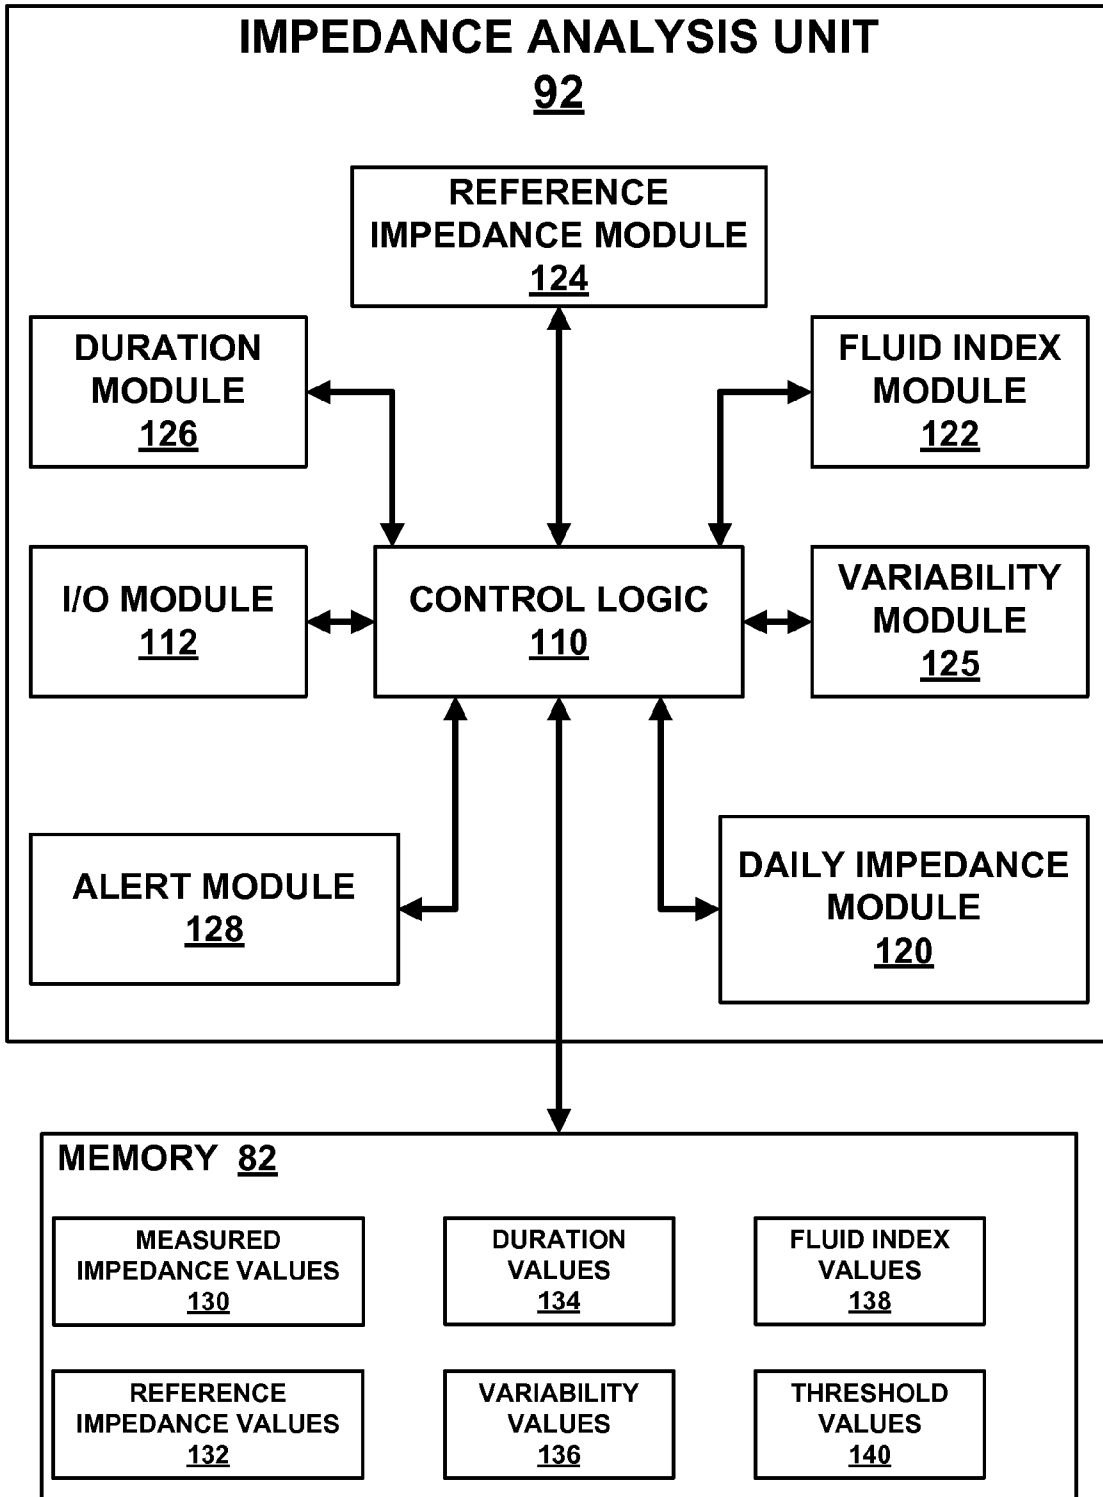 IMPEDANCE ANALYSIS UNIT
92
REFERENCE
IMPEDANCE MODULE
124
DURATION
MODULE
126
FLUID INDEX
MODULE
122
I/O MODULE
112
CONTROL LOGIC
110
VARIABILITY
MODULE
125
ALERT MODULE
128
DAILY IMPEDANCE
MODULE
120
MEMORY 82
MEASURED
IMPEDANCE VALUES
130
DURATION
VALUES
134
FLUID INDEX
VALUES
138
REFERENCE
IMPEDANCE VALUES
132
VARIABILITY
VALUES
136
THRESHOLD
VALUES
140